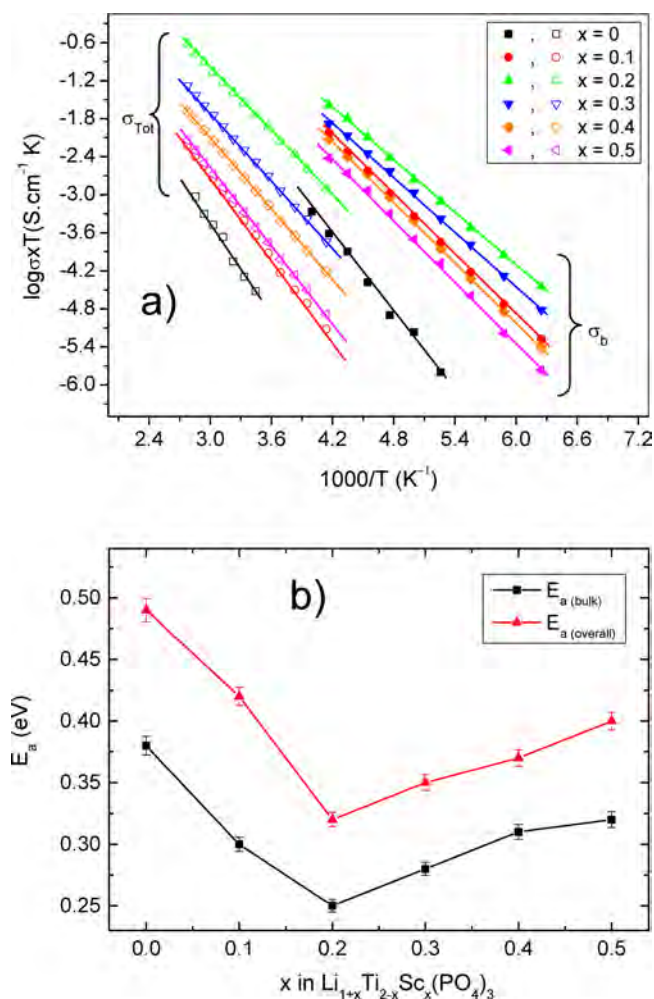 -0.6
-1.2
-1.8
-2.4
-3.0
-3.6
-4.2
-4.8
-5.4
-6.0
logσxT(S.cm⁻¹ K)
σTot
, x = 0
, x = 0.1
, x = 0.2
, x = 0.3
, x = 0.4
, x = 0.5
a)
σb
2.4 3.0 3.6 4.2 4.8 5.4 6.0 6.6 7.2
1000/T (K⁻¹)
b)
Ea (bulk)
Ea (overall)
0.50
0.45
0.40
0.35
0.30
0.25
Ea (eV)
0.0 0.1 0.2 0.3 0.4 0.5
x in Li1+xTi2-xScx(PO4)3